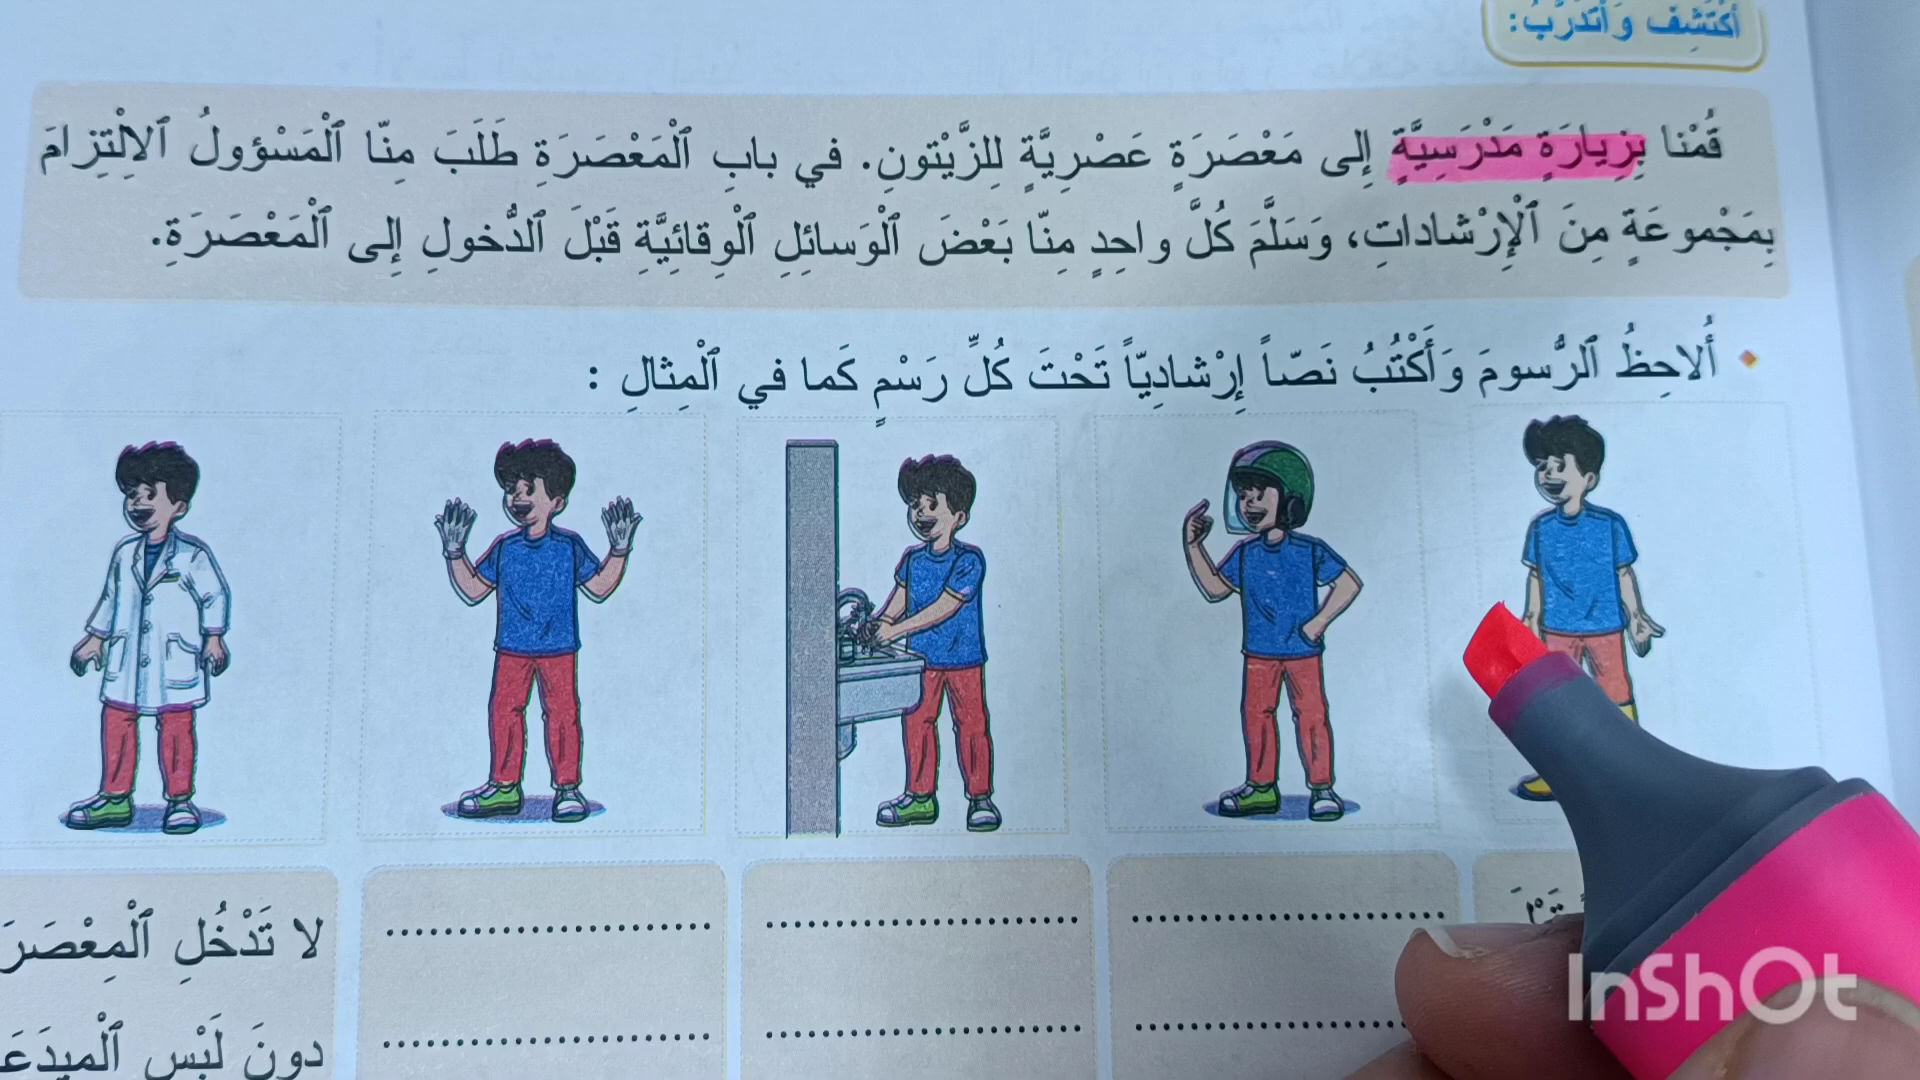 أَكْتَشِفُ وَأَتَدَرَّبُ:
قُمْنا بِزِيارَةٍ مَدْرَسِيَّةٍ إِلى مَعْصَرَةٍ عَصْرِيَّةٍ لِلزَّيْتونِ. في بابِ ٱلْمَعْصَرَةِ طَلَبَ مِنّا ٱلْمَسْؤولُ ٱلِالْتِزامَ
بِمَجْموعَةٍ مِنَ ٱلْإِرْشاداتِ، وَسَلَّمَ كُلَّ واحِدٍ مِنّا بَعْضَ ٱلْوَسائِلِ ٱلْوِقائِيَّةِ قَبْلَ ٱلدُّخولِ إِلى ٱلْمَعْصَرَةِ.
أُلاحِظُ ٱلرُّسومَ وَأَكْتُبُ نَصّاً إِرْشادِيّاً تَحْتَ كُلِّ رَسْمٍ كَما في ٱلْمِثالِ :
لا تَدْخُلِ ٱلْمِعْصَرَ
دونَ لَبْسِ ٱلْميدَعَ
InShOt